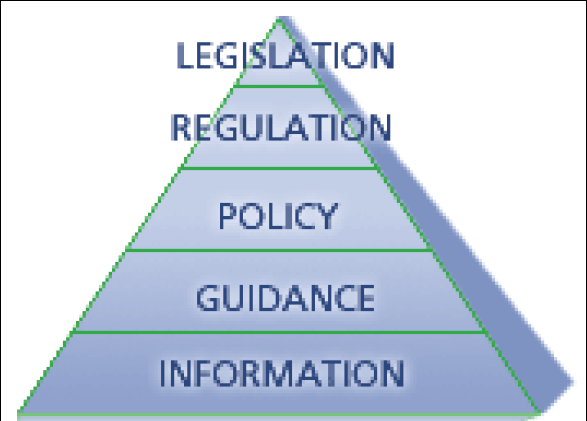 LEGISLATION
REGULATION
POLICY
GUIDANCE
INFORMATION